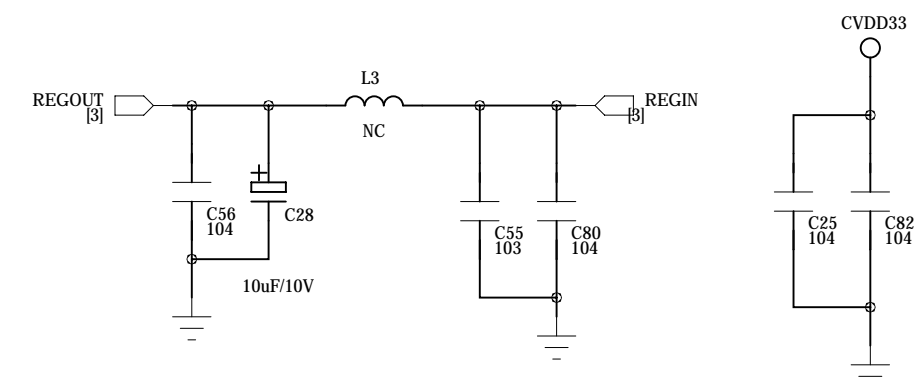 CVDD33
L3
REGOUT
[3]
REGIN
[3]
NC
C56
104
C28
C55
103
C80
104
C25
104
C82
104
10uF/10V